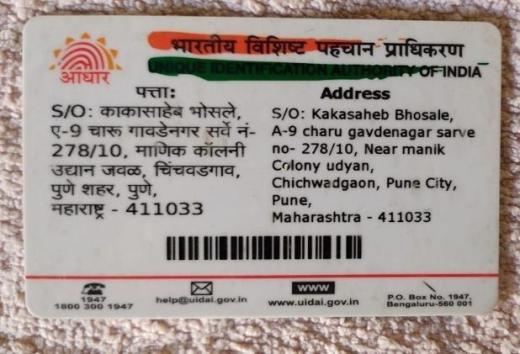 भारतीय विशिष्ट पहचान प्राधिकरण
UNIQUE IDENTIFICATION AUTHORITY OF INDIA
आधार
पत्ता:
S/O: काकासाहेब भोसले,
ए-9 चारू गावडेनगर सर्वे नं-
278/10, माणिक कॉलनी
उद्यान जवळ, चिंचवडगाव,
पुणे शहर, पुणे,
महाराष्ट्र - 411033
Address
S/O: Kakasaheb Bhosale,
A-9 charu gavdenagar sarve
no- 278/10, Near manik
Colony udyan,
Chichwadgaon, Pune City,
Pune,
Maharashtra - 411033
1947
1800 300 1947
help@uidai.gov.in
www
www.uidai.gov.in
P.O. Box No. 1947,
Bengaluru-560 001